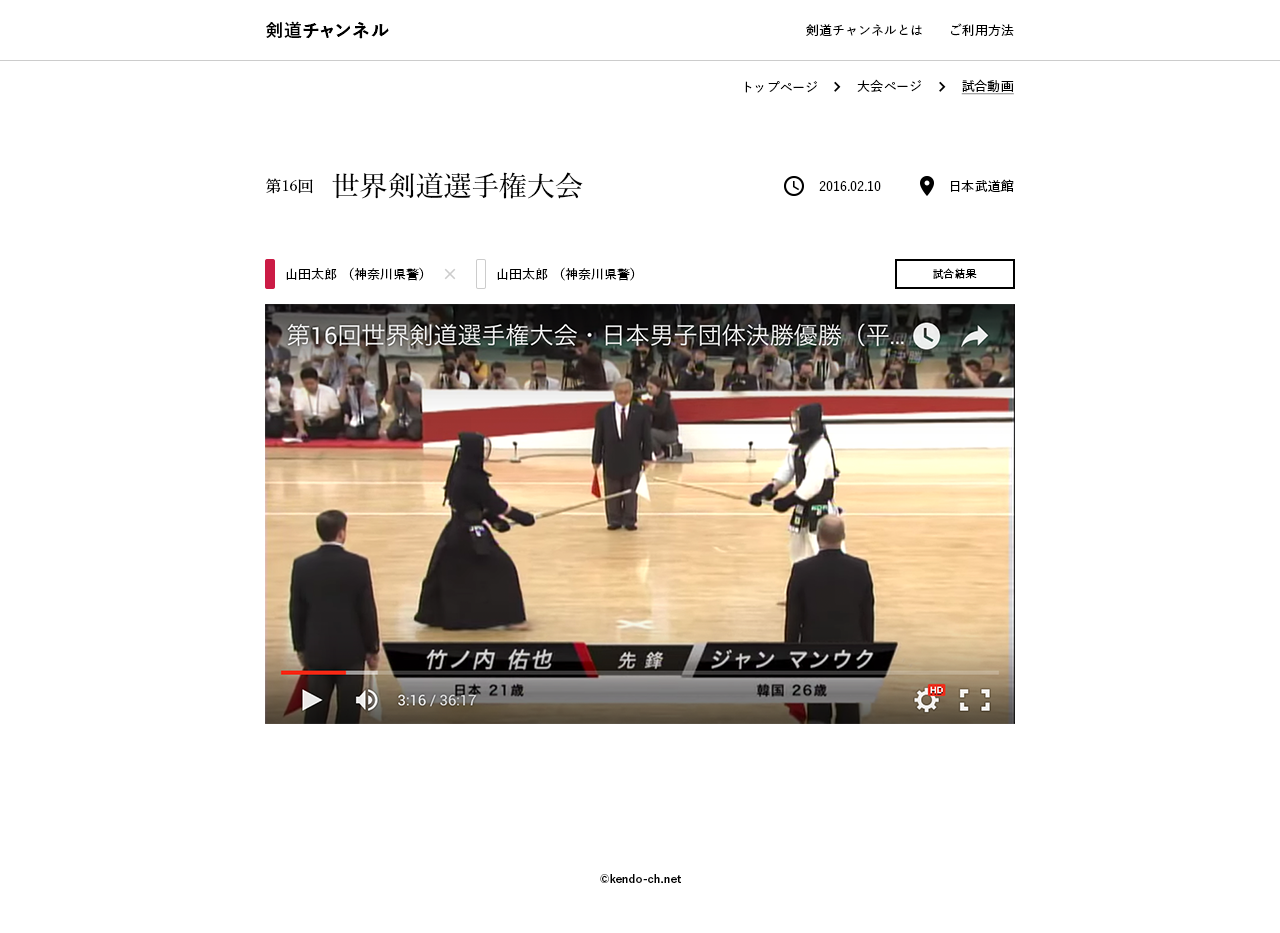 剣道チャンネル
剣道チャンネルとは ご利用方法
トップページ 大会ページ 試合動画
第16回 世界剣道選手権大会 2016.02.10 日本武道館
山田太郎 （神奈川県警） × 山田太郎 （神奈川県警） 試合結果
第16回世界剣道選手権大会・日本男子団体決勝優勝（平...
竹ノ内 佑也 先鋒 ジャン マンウク
日本 21歳 韓国 26歳
3:16 / 36:17 HD
©kendo-ch.net